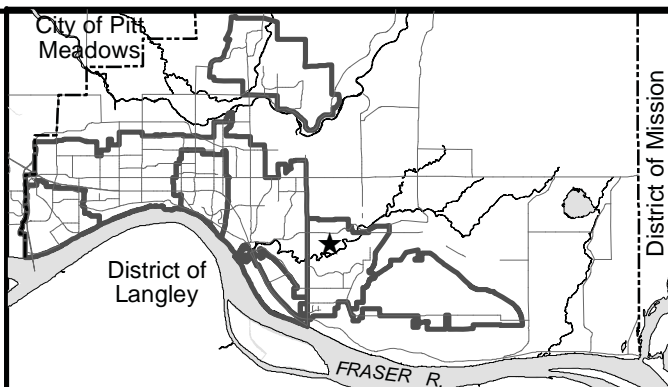 City of Pitt
Meadows
District of Mission
District of
Langley
FRASER R.